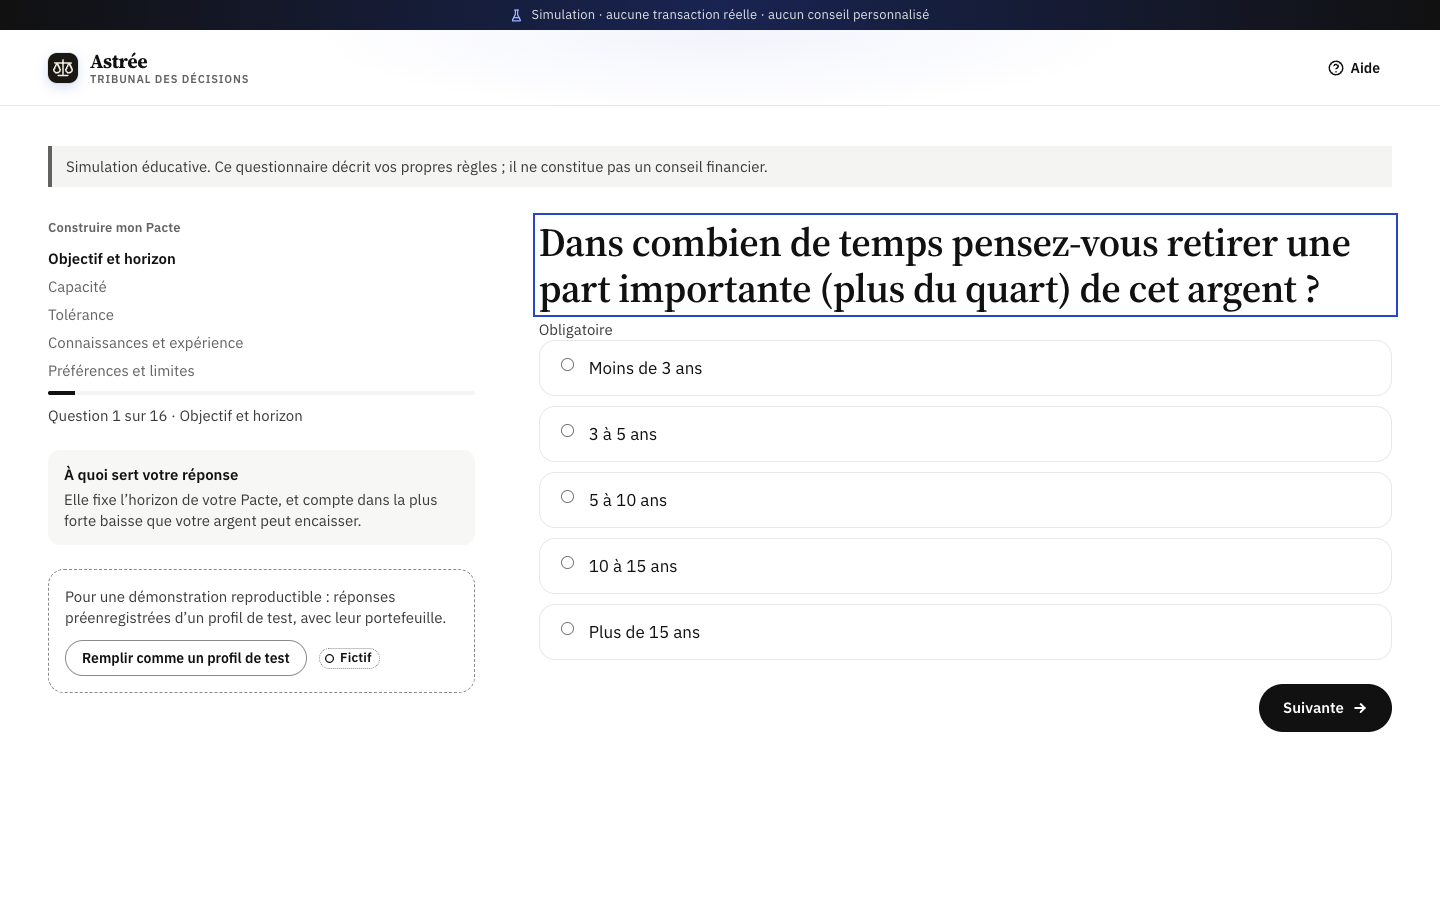 Simulation · aucune transaction réelle · aucun conseil personnalisé
Astrée
TRIBUNAL DES DÉCISIONS
Aide
Simulation éducative. Ce questionnaire décrit vos propres règles ; il ne constitue pas un conseil financier.
Construire mon Pacte
Objectif et horizon
Capacité
Tolérance
Connaissances et expérience
Préférences et limites
Question 1 sur 16 · Objectif et horizon
À quoi sert votre réponse
Elle fixe l’horizon de votre Pacte, et compte dans la plus
forte baisse que votre argent peut encaisser.
Pour une démonstration reproductible : réponses
préenregistrées d’un profil de test, avec leur portefeuille.
Remplir comme un profil de test
Fictif
Dans combien de temps pensez-vous retirer une
part importante (plus du quart) de cet argent ?
Obligatoire
Moins de 3 ans
3 à 5 ans
5 à 10 ans
10 à 15 ans
Plus de 15 ans
Suivante →